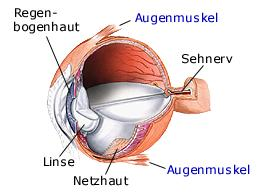 Regen-
bogenhaut
Augenmuskel
Sehnerv
Linse
Netzhaut
Augenmuskel